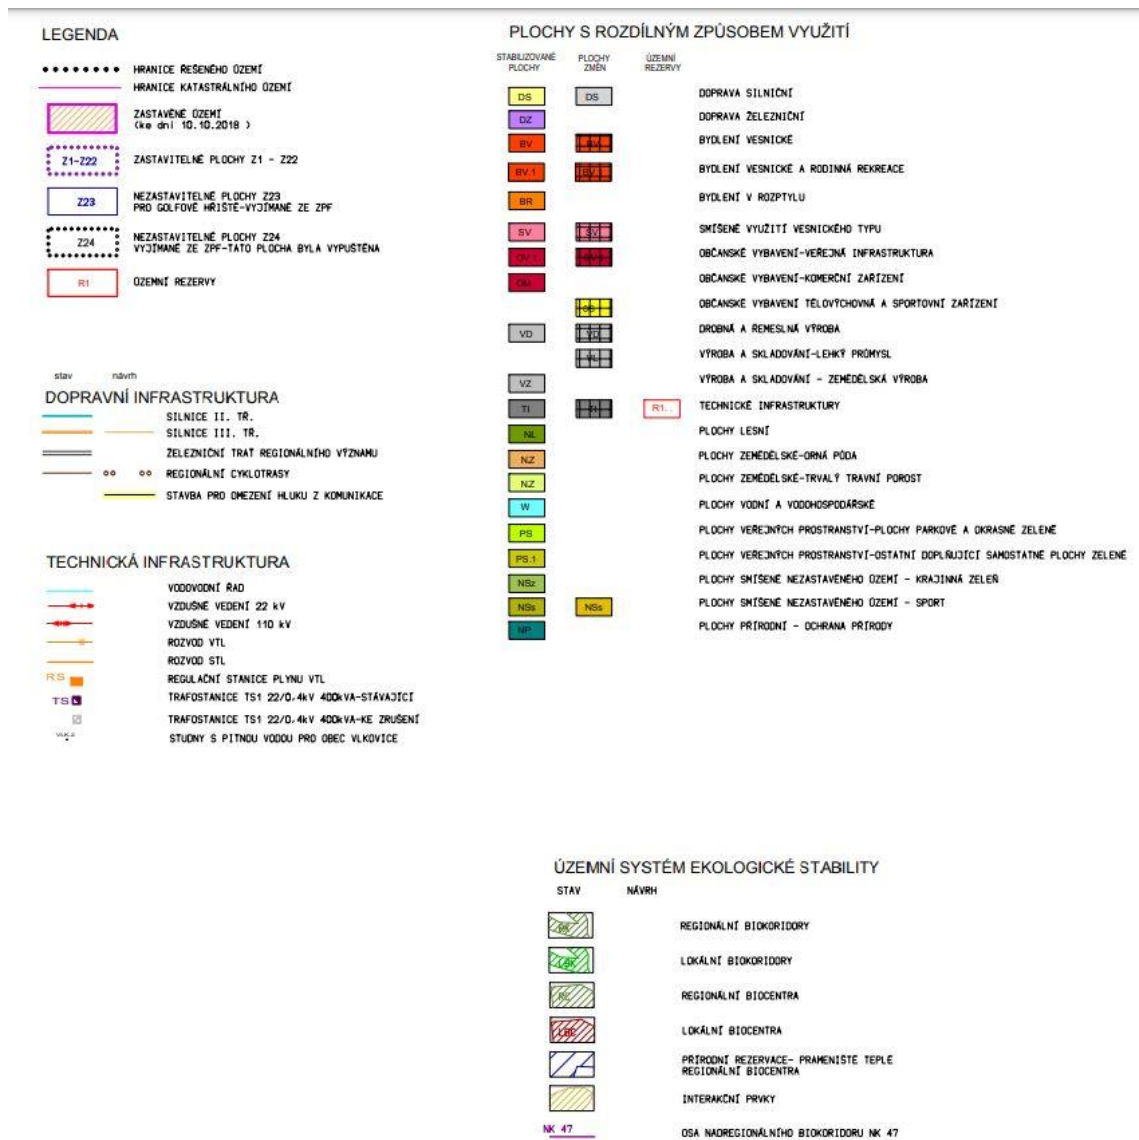 LEGENDA
HRANICE ŘEŠENÉHO ÚZEMÍ
HRANICE KATASTRÁLNÍHO ÚZEMÍ
ZASTAVĚNÉ ÚZEMÍ
(ke dni 10.10.2018 )
Z1-Z22 ZASTAVITELNÉ PLOCHY Z1 - Z22
Z23 NEZASTAVITELNÉ PLOCHY Z23
PRO GOLFOVÉ HŘIŠTĚ-VYJÍMANÉ ZE ZPF
Z24 NEZASTAVITELNÉ PLOCHY Z24
VYJÍMANÉ ZE ZPF-TATO PLOCHA BYLA VYPUŠTĚNA
R1 ÚZEMNÍ REZERVY
stav návrh
DOPRAVNÍ INFRASTRUKTURA
SILNICE II. TŘ.
SILNICE III. TŘ.
ŽELEZNIČNÍ TRAŤ REGIONÁLNÍHO VÝZNAMU
REGIONÁLNÍ CYKLOTRASY
STAVBA PRO OMEZENÍ HLUKU Z KOMUNIKACE
TECHNICKÁ INFRASTRUKTURA
VODOVODNÍ ŘAD
VZDUŠNÉ VEDENÍ 22 kV
VZDUŠNÉ VEDENÍ 110 kV
ROZVOD VTL
ROZVOD STL
RS REGULAČNÍ STANICE PLYNU VTL
TS TRAFOSTANICE TS1 22/0,4kV 400kVA-STÁVAJÍCÍ
TRAFOSTANICE TS1 22/0,4kV 400kVA-KE ZRUŠENÍ
STUDNY S PITNOU VODOU PRO OBEC VLKOVICE
PLOCHY S ROZDÍLNÝM ZPŮSOBEM VYUŽITÍ
STABILIZOVANÉ PLOCHY PLOCHY ZMĚN ÚZEMNÍ REZERVY
DS DS DOPRAVA SILNIČNÍ
DZ DOPRAVA ŽELEZNIČNÍ
BV BV BYDLENÍ VESNICKÉ
BV.1 BV.1 BYDLENÍ VESNICKÉ A RODINNÁ REKREACE
BR BYDLENÍ V ROZPTYLU
SV SV SMÍŠENÉ VYUŽITÍ VESNICKÉHO TYPU
OV.1 OBČANSKÉ VYBAVENÍ-VEŘEJNÁ INFRASTRUKTURA
OM OBČANSKÉ VYBAVENÍ-KOMERČNÍ ZAŘÍZENÍ
OBČANSKÉ VYBAVENÍ TĚLOVÝCHOVNÁ A SPORTOVNÍ ZAŘÍZENÍ
VD VD DROBNÁ A ŘEMESLNÁ VÝROBA
VL VÝROBA A SKLADOVÁNÍ-LEHKÝ PRŮMYSL
VZ VÝROBA A SKLADOVÁNÍ - ZEMĚDĚLSKÁ VÝROBA
TI TI R1.. TECHNICKÉ INFRASTRUKTURY
NL PLOCHY LESNÍ
NZ PLOCHY ZEMĚDĚLSKÉ-ORNÁ PŮDA
NZ PLOCHY ZEMĚDĚLSKÉ-TRVALÝ TRAVNÍ POROST
W PLOCHY VODNÍ A VODOHOSPODÁŘSKÉ
PS PLOCHY VEŘEJNÝCH PROSTRANSTVÍ-PLOCHY PARKOVÉ A OKRASNÉ ZELENĚ
PS.1 PLOCHY VEŘEJNÝCH PROSTRANSTVÍ-OSTATNÍ DOPLŇUJÍCÍ SAMOSTATNÉ PLOCHY ZELENĚ
NSz PLOCHY SMÍŠENÉ NEZASTAVĚNÉHO ÚZEMÍ - KRAJINNÁ ZELEŇ
NSs NSs PLOCHY SMÍŠENÉ NEZASTAVĚNÉHO ÚZEMÍ - SPORT
NP PLOCHY PŘÍRODNÍ - OCHRANA PŘÍRODY
ÚZEMNÍ SYSTÉM EKOLOGICKÉ STABILITY
STAV NÁVRH
REGIONÁLNÍ BIOKORIDORY
LBK LOKÁLNÍ BIOKORIDORY
RC REGIONÁLNÍ BIOCENTRA
LBC LOKÁLNÍ BIOCENTRA
PŘÍRODNÍ REZERVACE- PRAMENIŠTĚ TEPLÉ
REGIONÁLNÍ BIOCENTRA
INTERAKČNÍ PRVKY
NK 47 OSA NADREGIONÁLNÍHO BIOKORIDORU NK 47